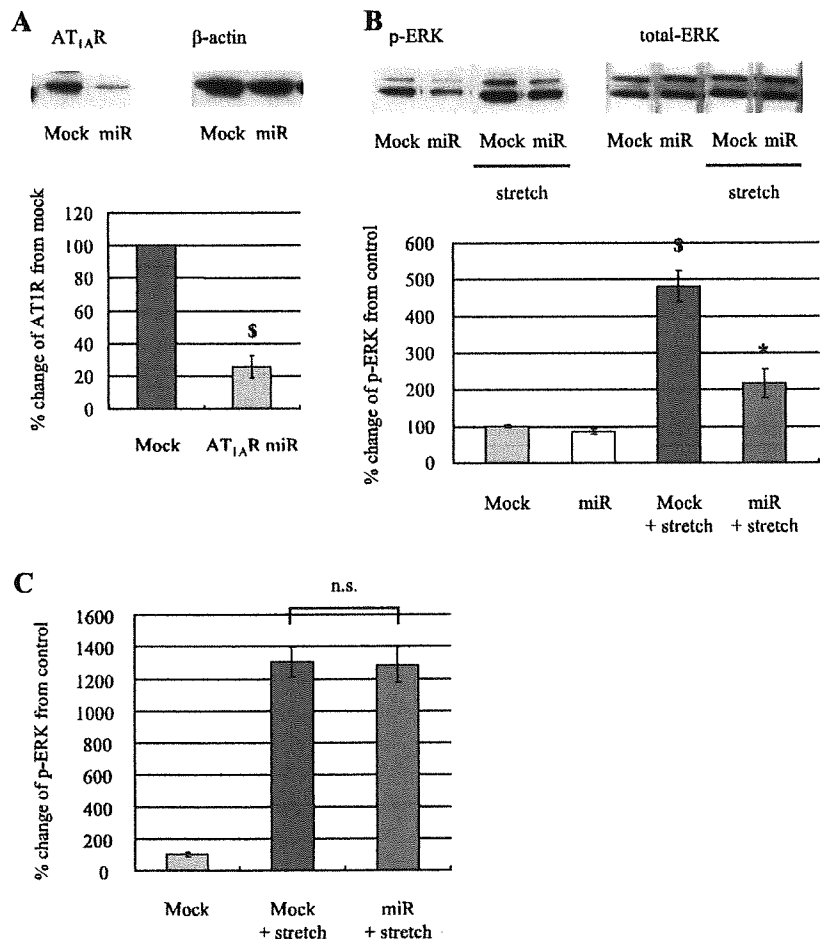 A
AT1AR
β-actin
Mock miR
Mock miR
% change of AT1R from mock
120
100
80
60
40
20
0
$
Mock
AT1AR miR
B
p-ERK
total-ERK
Mock miR
Mock miR
Mock miR
Mock miR
stretch
stretch
% change of p-ERK from control
600
500
400
300
200
100
0
$
*
Mock
miR
Mock
+ stretch
miR
+ stretch
C
n.s.
% change of p-ERK from control
1600
1400
1200
1000
800
600
400
200
0
Mock
Mock
+ stretch
miR
+ stretch